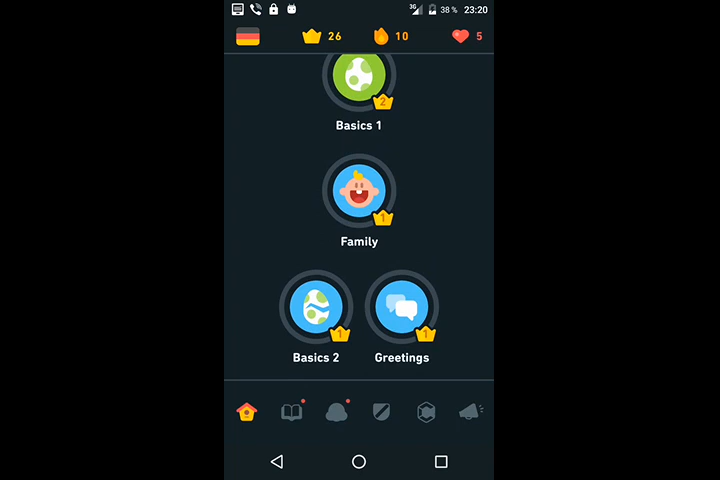 3G 38 % 23:20
26 10 5
2
Basics 1
1
Family
1 1
Basics 2 Greetings